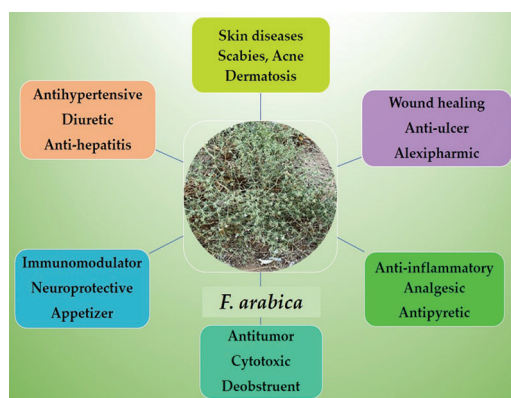 Skin diseases
Scabies, Acne
Dermatosis
Antihypertensive
Diuretic
Anti-hepatitis
Wound healing
Anti-ulcer
Alexipharmic
Immunomodulator
Neuroprotective
Appetizer
Anti-inflammatory
Analgesic
Antipyretic
F. arabica
Antitumor
Cytotoxic
Deobstruent